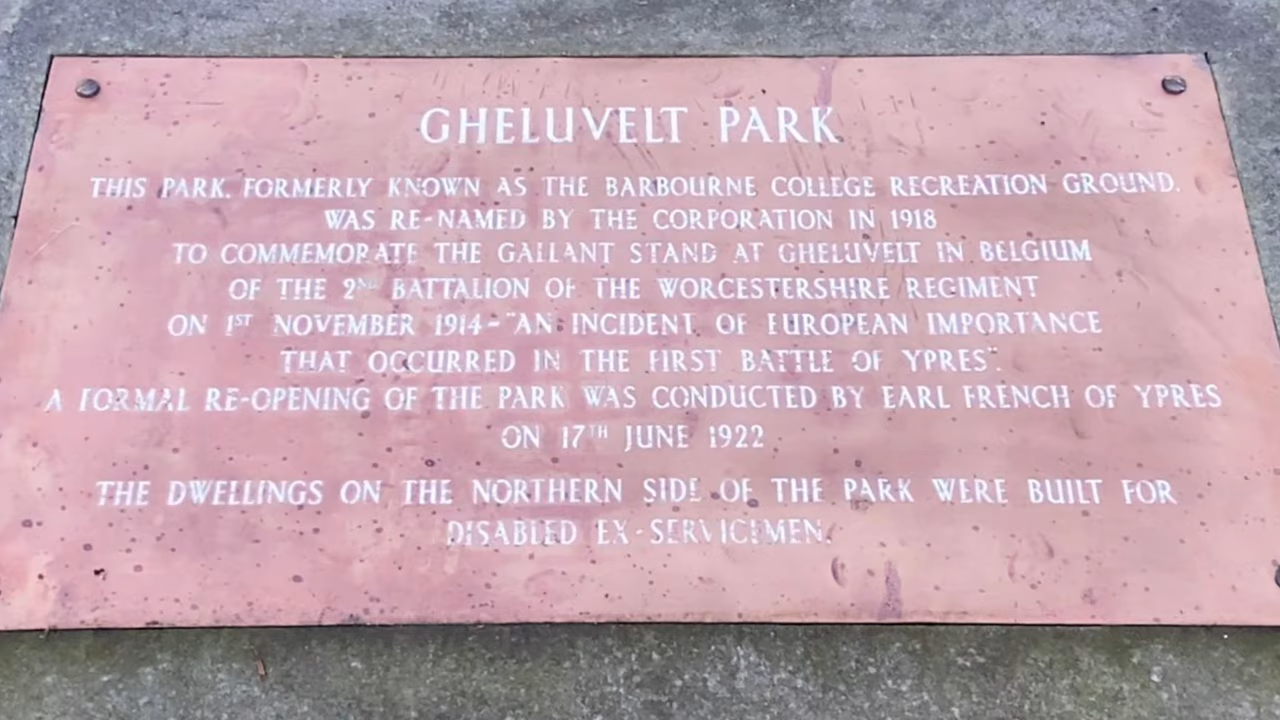 GHELUVELT PARK
THIS PARK, FORMERLY KNOWN AS THE BARBOURNE COLLEGE RECREATION GROUND,
WAS RE-NAMED BY THE CORPORATION IN 1918
TO COMMEMORATE THE GALLANT STAND AT GHELUVELT IN BELGIUM
OF THE 2ND BATTALION OF THE WORCESTERSHIRE REGIMENT
ON 1ST NOVEMBER 1914-"AN INCIDENT OF EUROPEAN IMPORTANCE
THAT OCCURRED IN THE FIRST BATTLE OF YPRES".
A FORMAL RE-OPENING OF THE PARK WAS CONDUCTED BY EARL FRENCH OF YPRES
ON 17TH JUNE 1922
THE DWELLINGS ON THE NORTHERN SIDE OF THE PARK WERE BUILT FOR
DISABLED EX-SERVICEMEN.